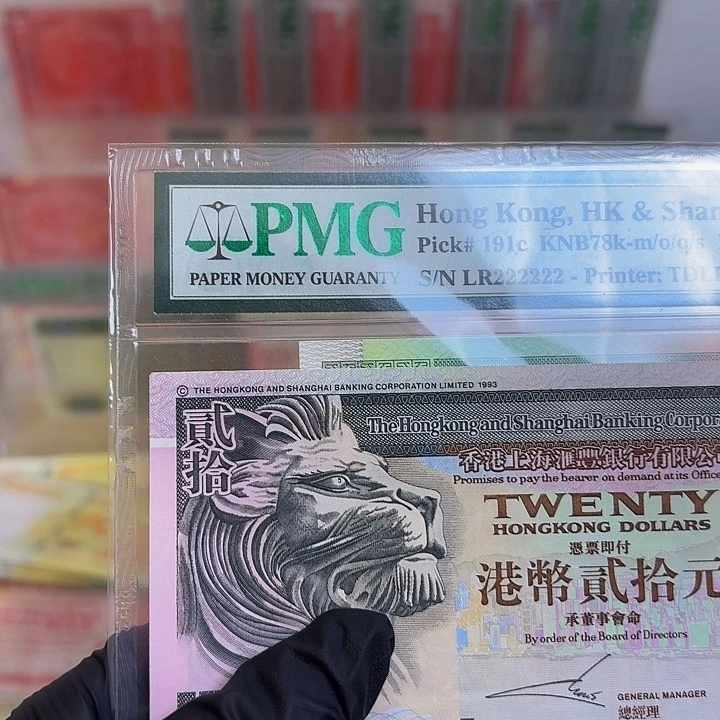 PMG
PAPER MONEY GUARANTY
Hong Kong, HK & Shan
Pick# 191c KNB78k-m/o/q/s
S/N LR222222 - Printer: TDLR
© THE HONGKONG AND SHANGHAI BANKING CORPORATION LIMITED 1993
貳拾
The Hongkong and Shanghai Banking Corpor
香港上海滙豐銀行有限公司
Promises to pay the bearer on demand at its Office
TWENTY
HONGKONG DOLLARS
憑票即付
港幣貳拾元
承董事會命
By order of the Board of Directors
GENERAL MANAGER
總經理